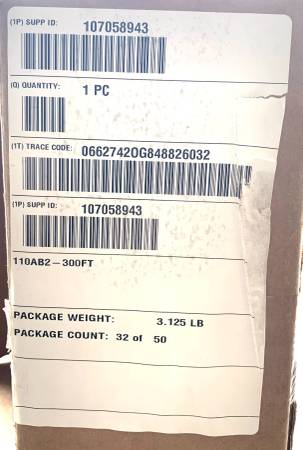 (1P) SUPP ID: 107058943
(Q) QUANTITY: 1 PC
(1T) TRACE CODE: 0662742OG848826032
(1P) SUPP ID: 107058943
110AB2-300FT
PACKAGE WEIGHT: 3.125 LB
PACKAGE COUNT: 32 of 50